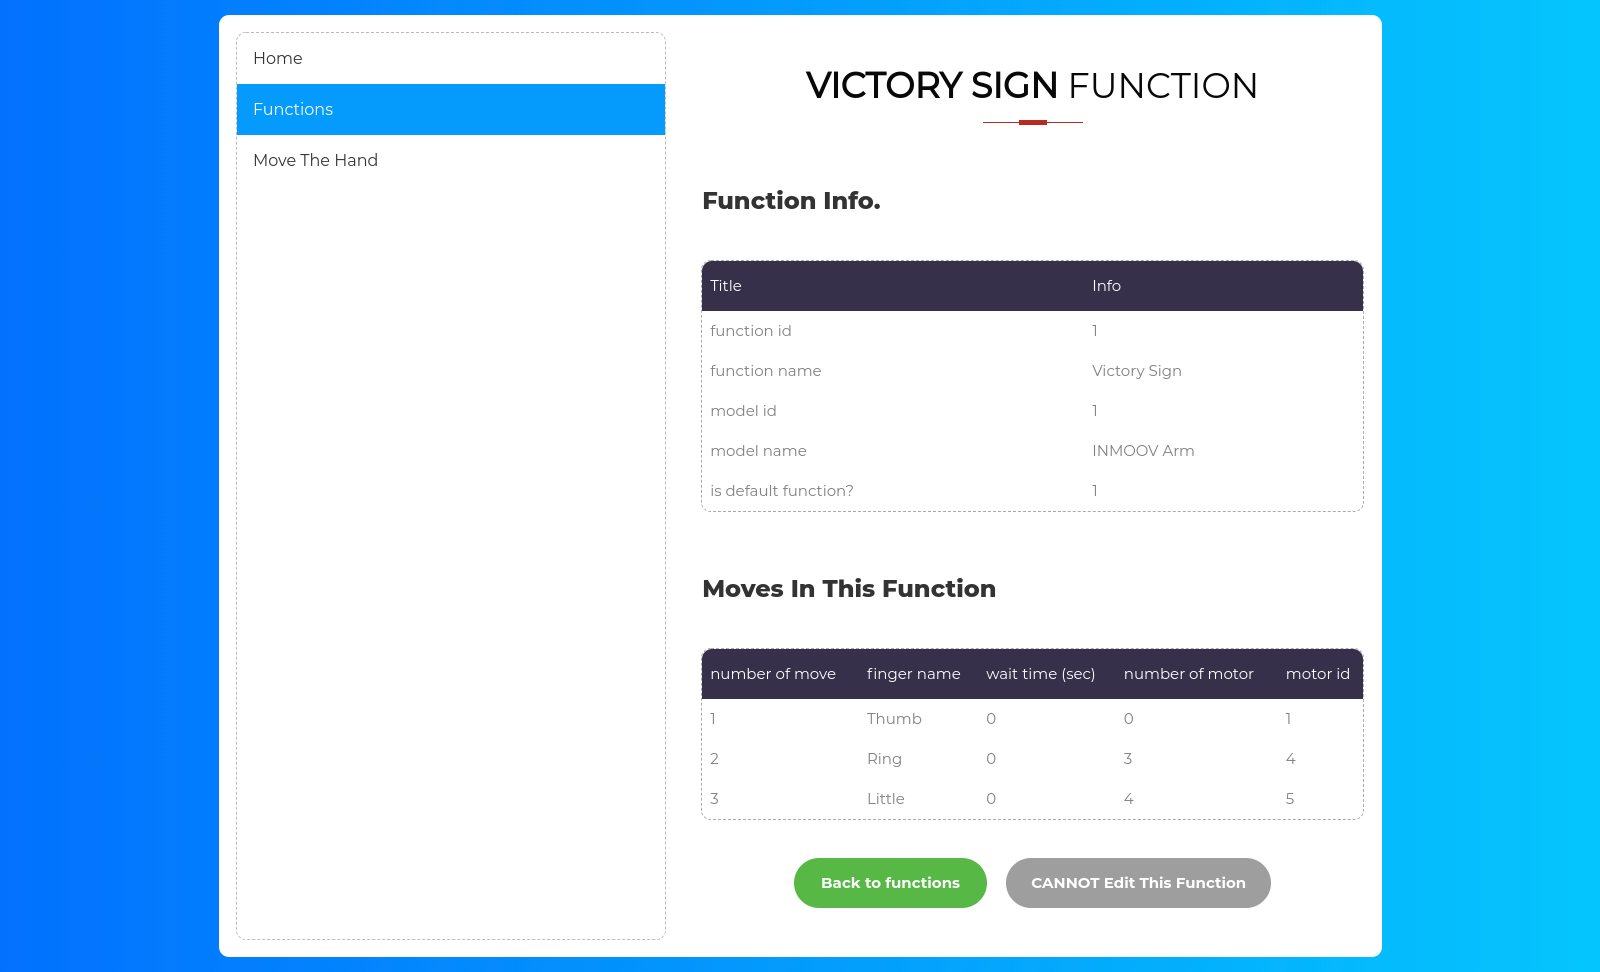 Home
Functions
Move The Hand
VICTORY SIGN FUNCTION
Function Info.
Title Info
function id 1
function name Victory Sign
model id 1
model name INMOOV Arm
is default function? 1
Moves In This Function
number of move finger name wait time (sec) number of motor motor id
1 Thumb 0 0 1
2 Ring 0 3 4
3 Little 0 4 5
Back to functions CANNOT Edit This Function